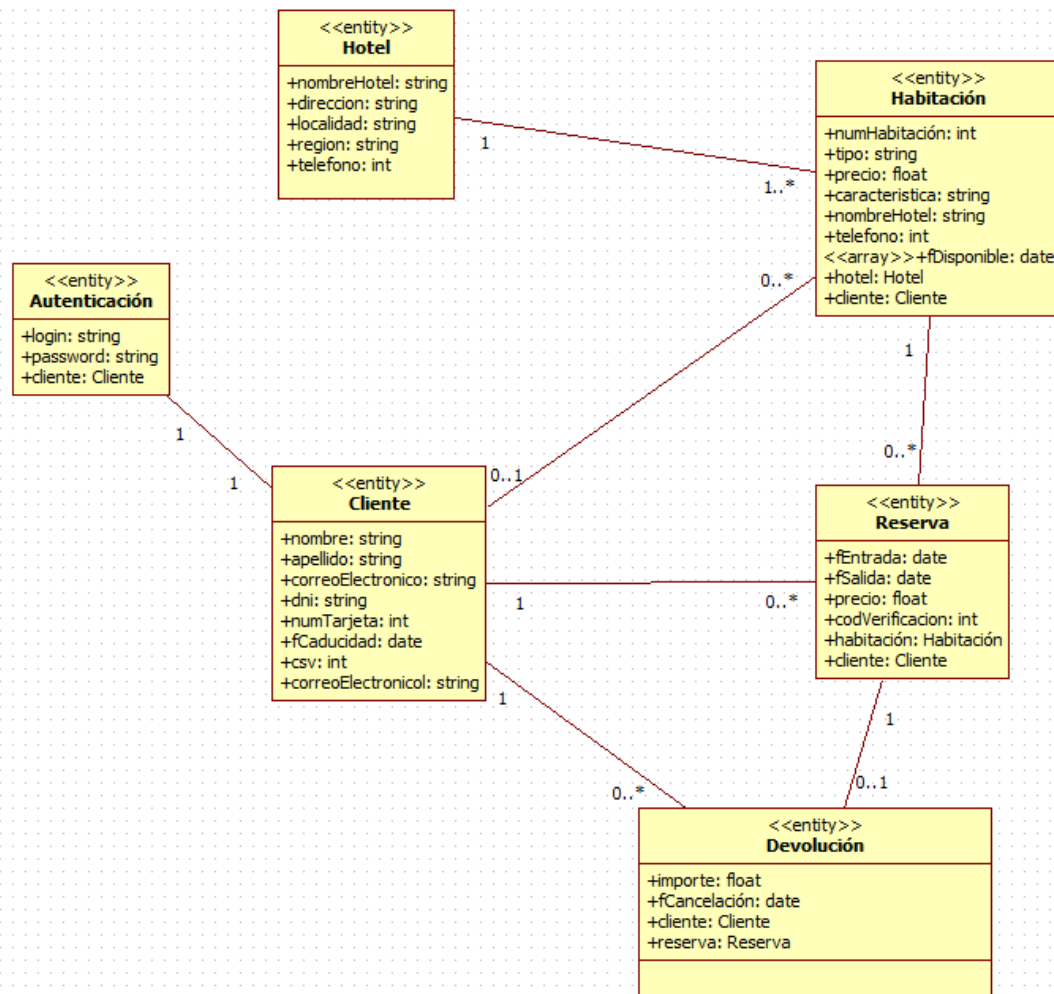 <<entity>>
Hotel
+nombreHotel: string
+direccion: string
+localidad: string
+region: string
+telefono: int
1
1..*
<<entity>>
Habitación
+numHabitación: int
+tipo: string
+precio: float
+caracteristica: string
+nombreHotel: string
+telefono: int
<<array>>+fDisponible: date
+hotel: Hotel
+cliente: Cliente
<<entity>>
Autenticación
+login: string
+password: string
+cliente: Cliente
1
1
0..*
0..1
1
0..*
<<entity>>
Cliente
+nombre: string
+apellido: string
+correoElectronico: string
+dni: string
+numTarjeta: int
+fCaducidad: date
+csv: int
+correoElectronicol: string
1
0..*
<<entity>>
Reserva
+fEntrada: date
+fSalida: date
+precio: float
+codVerificacion: int
+habitación: Habitación
+cliente: Cliente
1
0..*
1
0..1
<<entity>>
Devolución
+importe: float
+fCancelación: date
+cliente: Cliente
+reserva: Reserva